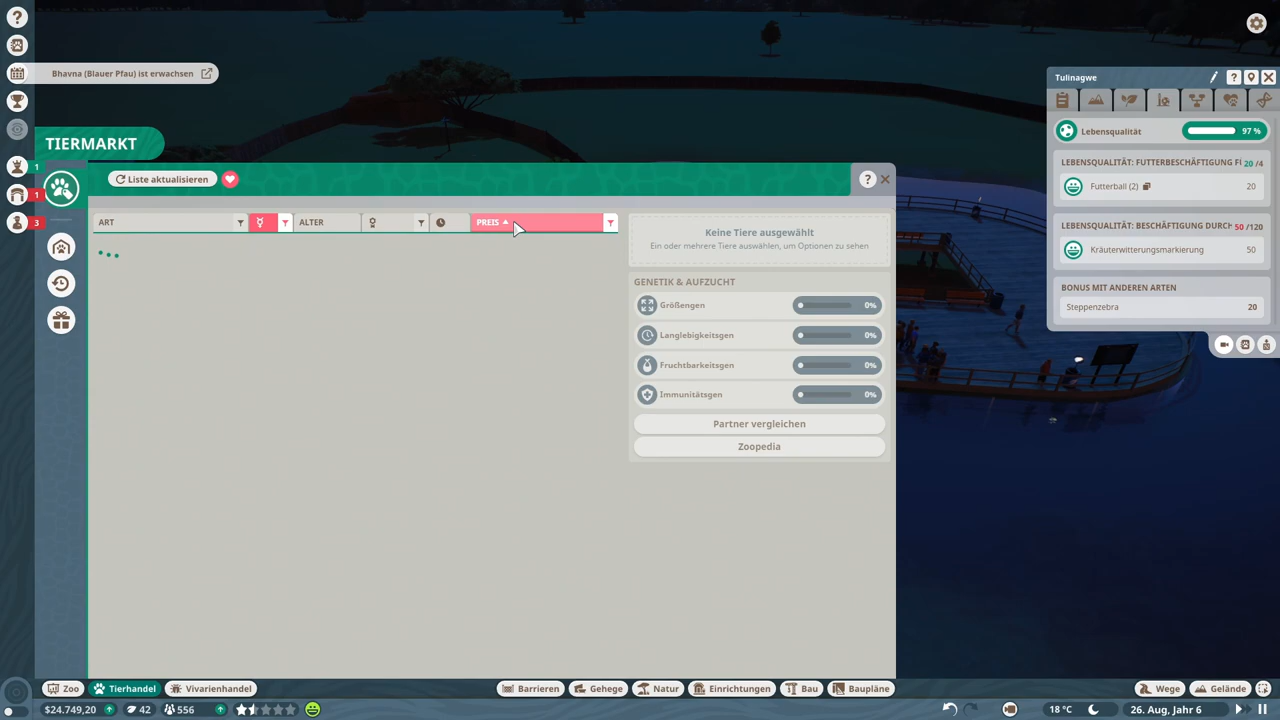 Bhavna (Blauer Pfau) ist erwachsen
Tulinagwe
TIERMARKT
Lebensqualität 97 %
1
Liste aktualisieren
LEBENSQUALITÄT: FUTTERBESCHÄFTIGUNG FÜ 20 /4
Futterball (2) 20
1
3
ART ALTER PREIS
Keine Tiere ausgewählt
LEBENSQUALITÄT: BESCHÄFTIGUNG DURCH 50 /120
Ein oder mehrere Tiere auswählen, um Optionen zu sehen
Kräuterwitterungsmarkierung 50
GENETIK & AUFZUCHT
BONUS MIT ANDEREN ARTEN
Größengen 0%
Steppenzebra 20
Langlebigkeitsgen 0%
Fruchtbarkeitsgen 0%
Immunitätsgen 0%
Partner vergleichen
Zoopedia
Zoo Tierhandel Vivarienhandel Barrieren Gehege Natur Einrichtungen Bau Baupläne Wege Gelände
$24.749,20 42 556 18 °C 26. Aug, Jahr 6